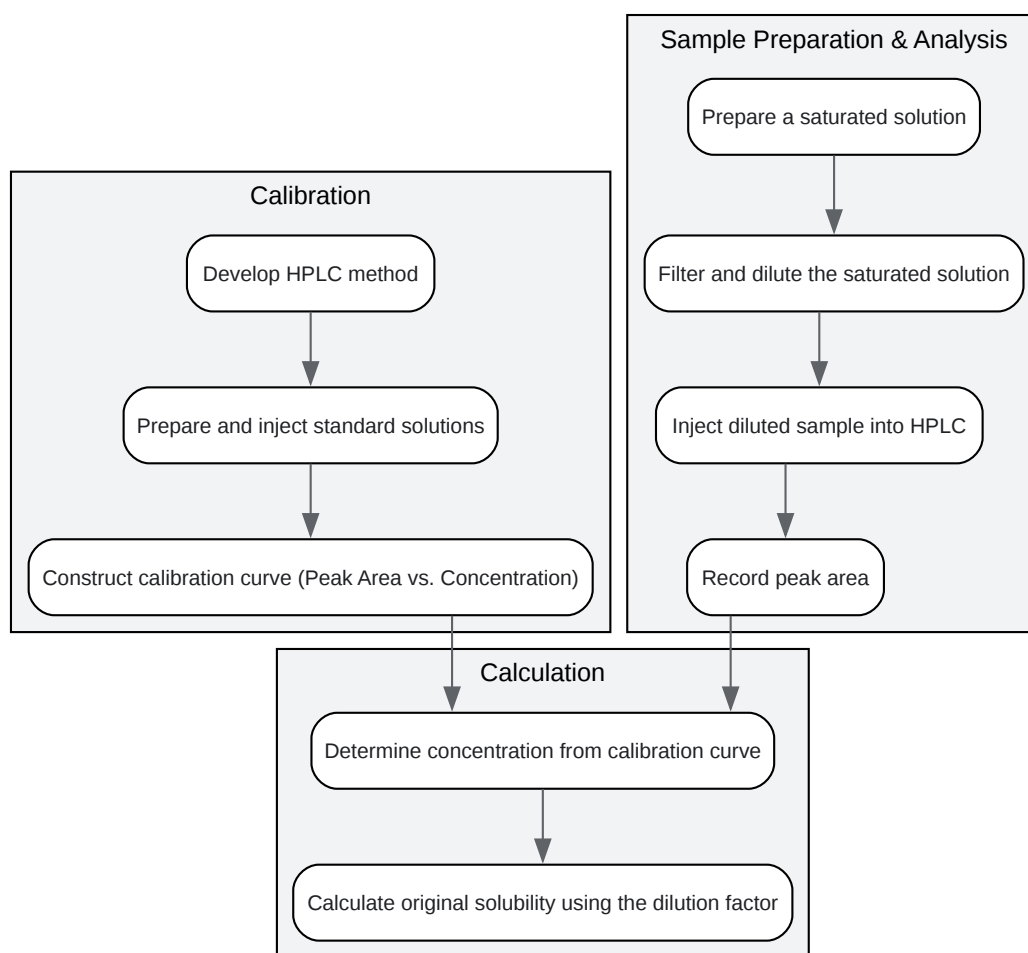 Sample Preparation & Analysis
Prepare a saturated solution
Filter and dilute the saturated solution
Inject diluted sample into HPLC
Record peak area
Calibration
Develop HPLC method
Prepare and inject standard solutions
Construct calibration curve (Peak Area vs. Concentration)
Calculation
Determine concentration from calibration curve
Calculate original solubility using the dilution factor